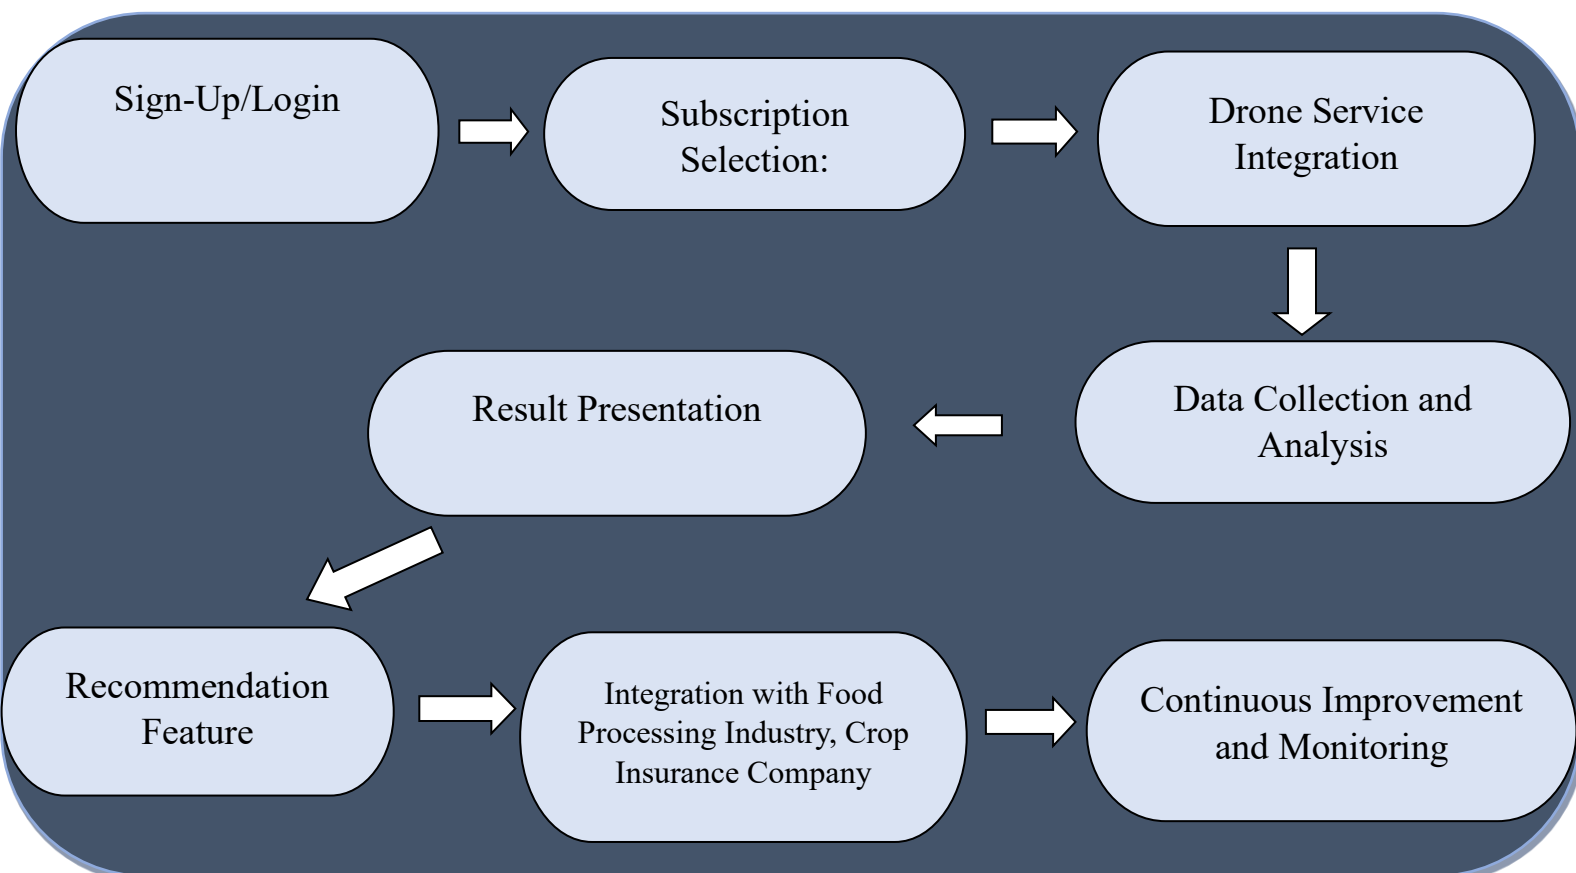 Sign-Up/Login
Subscription
Selection:
Drone Service
Integration
Data Collection and
Analysis
Result Presentation
Recommendation
Feature
Integration with Food
Processing Industry, Crop
Insurance Company
Continuous Improvement
and Monitoring